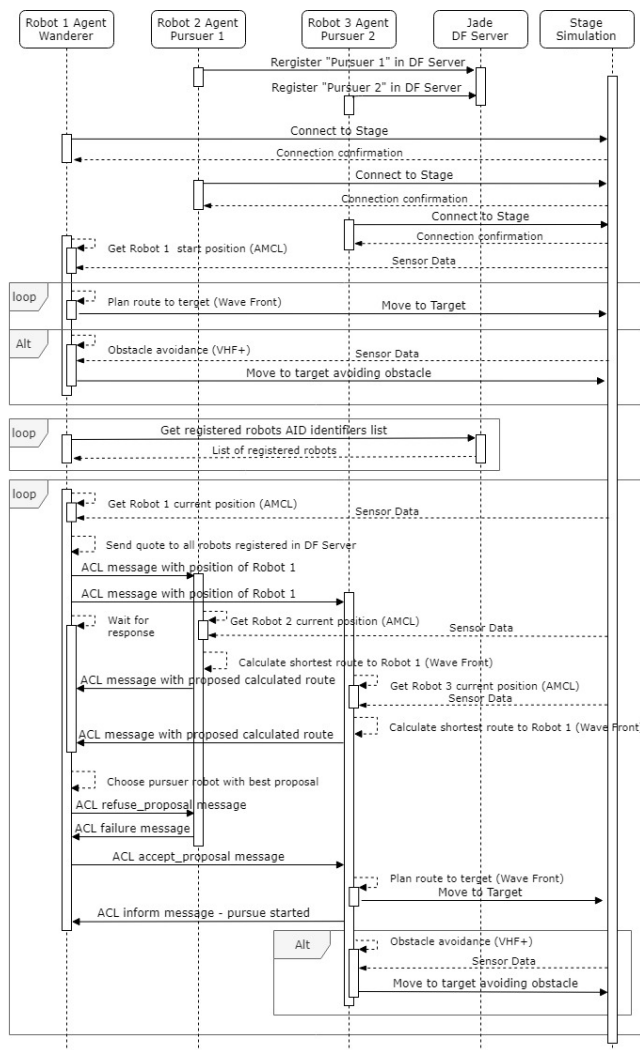 Robot 1 Agent
Wanderer
Robot 2 Agent
Pursuer 1
Robot 3 Agent
Pursuer 2
Jade
DF Server
Stage
Simulation
Rergister "Pursuer 1" in DF Server
Register "Pursuer 2" in DF Server
Connect to Stage
Connection confirmation
Connect to Stage
Connection confirmation
Connect to Stage
Connection confirmation
Get Robot 1 start position (AMCL)
Sensor Data
loop
Plan route to terget (Wave Front)
Move to Target
Alt
Obstacle avoidance (VHF+)
Sensor Data
Move to target avoiding obstacle
loop
Get registered robots AID identifiers list
List of registered robots
loop
Get Robot 1 current position (AMCL)
Sensor Data
Send quote to all robots registered in DF Server
ACL message with position of Robot 1
ACL message with position of Robot 1
Wait for
response
Get Robot 2 current position (AMCL)
Sensor Data
Calculate shortest route to Robot 1 (Wave Front)
ACL message with proposed calculated route
Get Robot 3 current position (AMCL)
Sensor Data
Calculate shortest route to Robot 1 (Wave Front)
ACL message with proposed calculated route
Choose pursuer robot with best proposal
ACL refuse_proposal message
ACL failure message
ACL accept_proposal message
Plan route to terget (Wave Front)
Move to Target
ACL inform message - pursue started
Alt
Obstacle avoidance (VHF+)
Sensor Data
Move to target avoiding obstacle